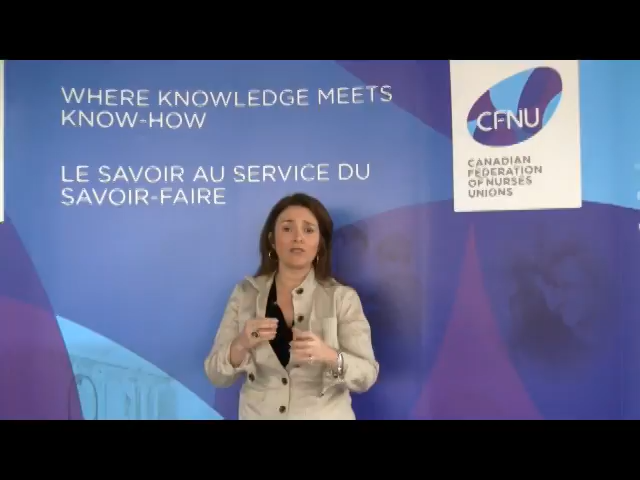 WHERE KNOWLEDGE MEETS
KNOW-HOW
LE SAVOIR AU SERVICE DU
SAVOIR-FAIRE
CFNU
CANADIAN
FEDERATION
OF NURSES
UNIONS